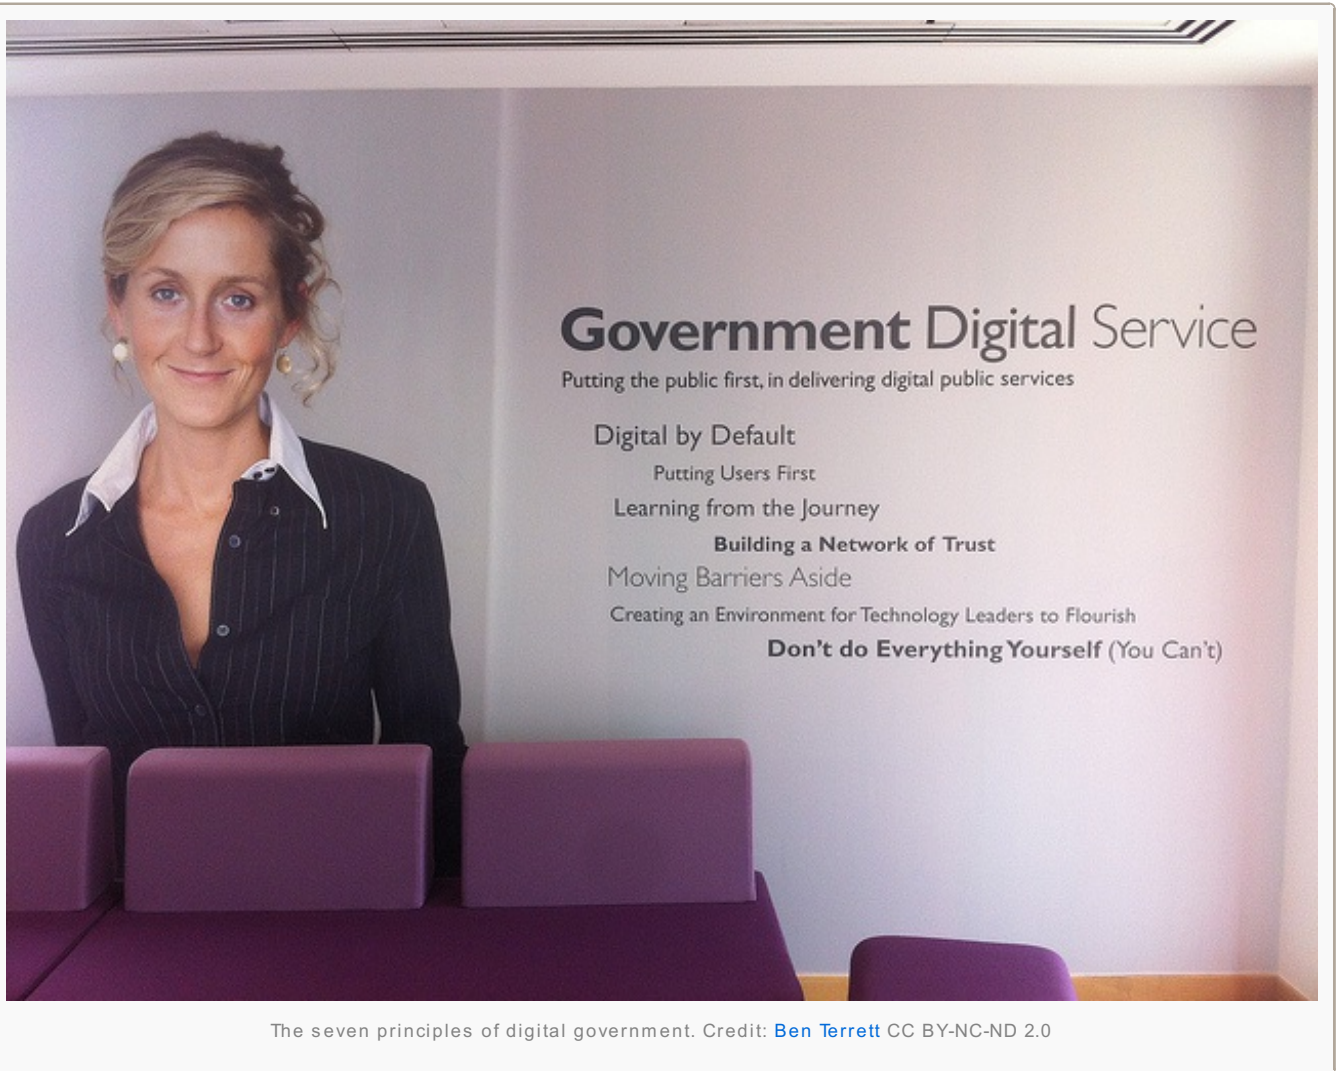 Government Digital Service
Putting the public first, in delivering digital public services
Digital by Default
Putting Users First
Learning from the Journey
Building a Network of Trust
Moving Barriers Aside
Creating an Environment for Technology Leaders to Flourish
Don't do Everything Yourself (You Can't)
The seven principles of digital government. Credit: Ben Terrett CC BY-NC-ND 2.0